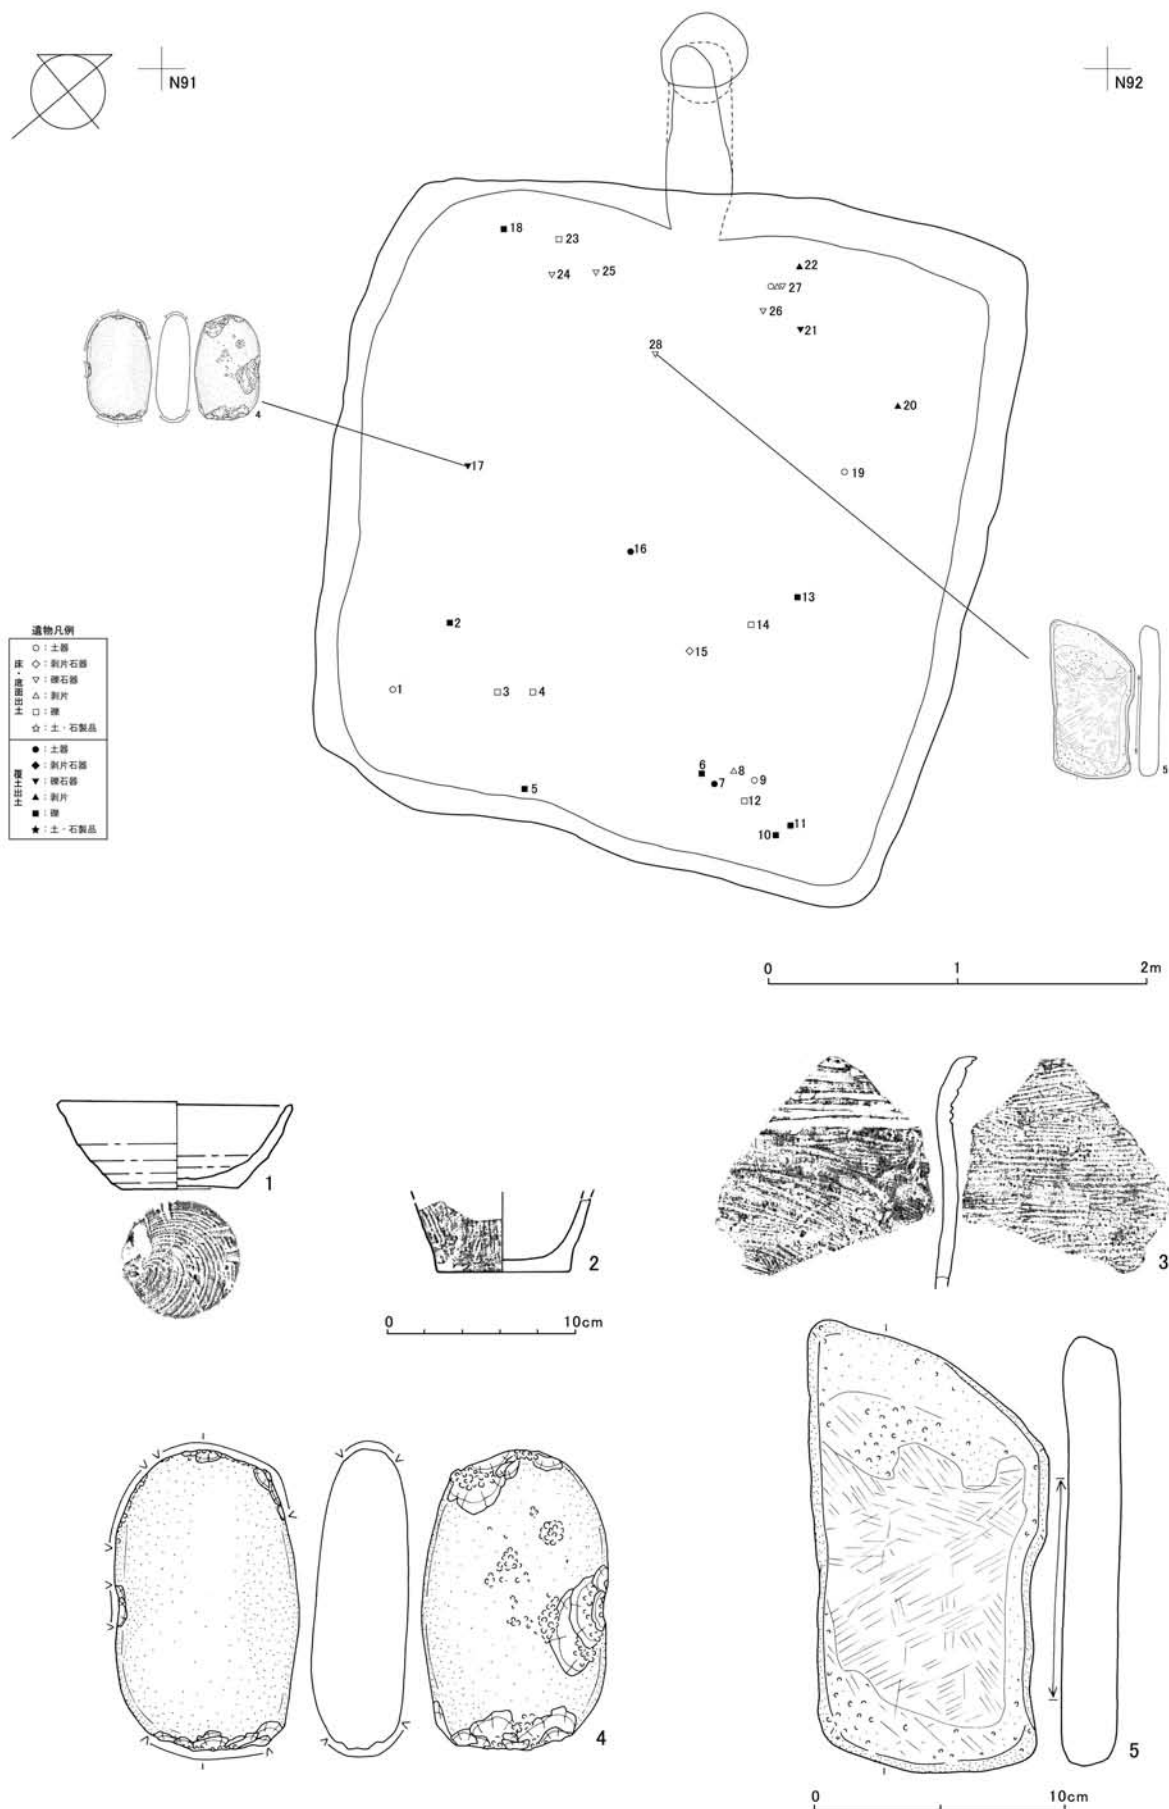 N91
N92
18
23
24
25
22
27
26
21
28
20
4
17
19
16
13
2
14
15
1
3
4
5
遺物凡例
床・底面出土
○：土器
◇：剥片石器
▽：礫石器
△：剥片
□：礫
☆：土・石製品
覆土出土
●：土器
◆：剥片石器
▼：礫石器
▲：剥片
■：礫
★：土・石製品
6
8
7
9
12
5
11
10
0 1 2m
1
2
3
0 10cm
4
5
0 10cm